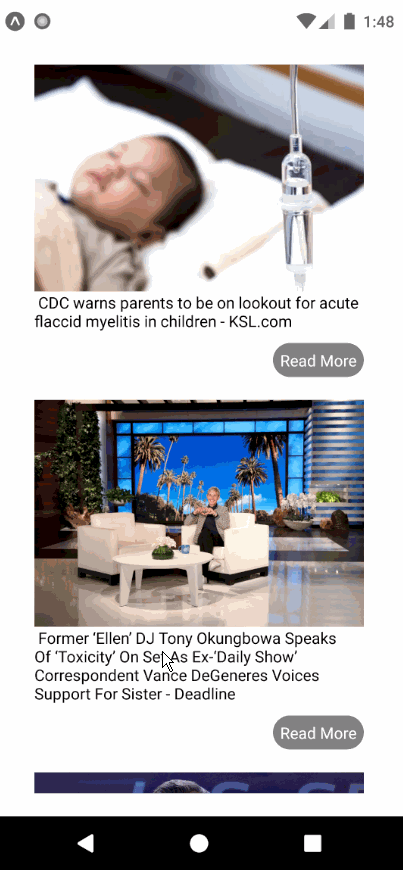 1:48
CDC warns parents to be on lookout for acute
flaccid myelitis in children - KSL.com
Read More
Former ‘Ellen’ DJ Tony Okungbowa Speaks
Of ‘Toxicity’ On Set As Ex-‘Daily Show’
Correspondent Vance DeGeneres Voices
Support For Sister - Deadline
Read More